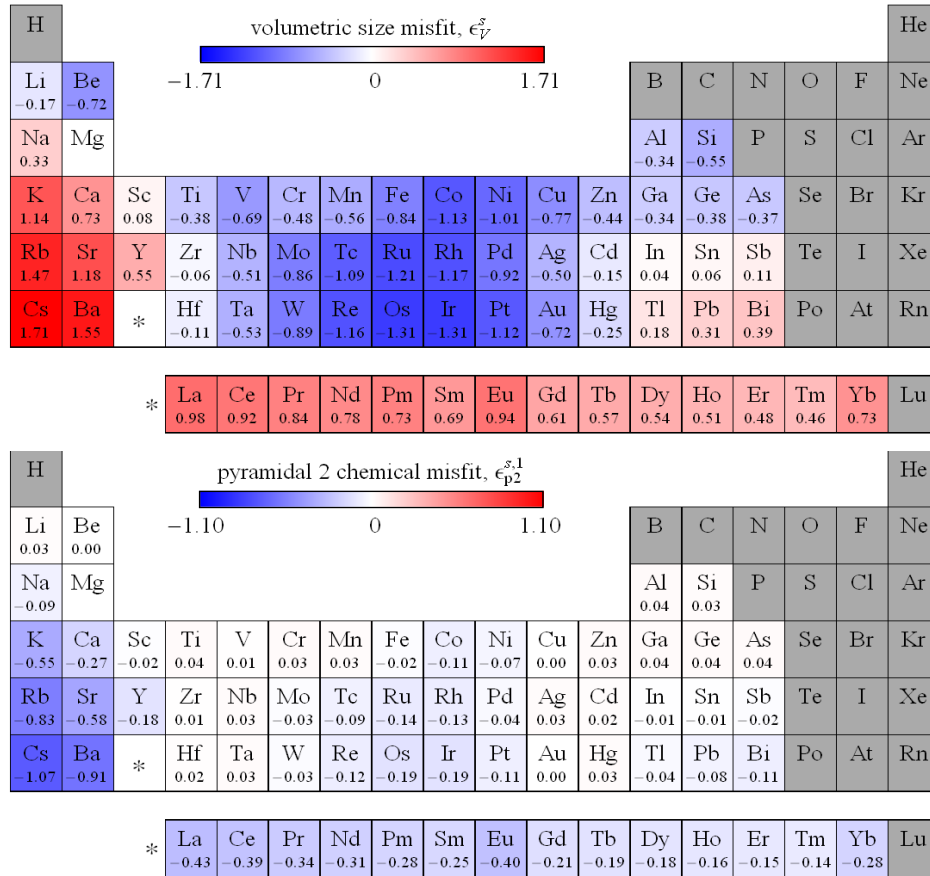 H He
volumetric size misfit, ϵ_V^s
−1.71 0 1.71
Li Be B C N O F Ne
−0.17 −0.72
Na Mg Al Si P S Cl Ar
0.33 −0.34 −0.55
K Ca Sc Ti V Cr Mn Fe Co Ni Cu Zn Ga Ge As Se Br Kr
1.14 0.73 0.08 −0.38 −0.69 −0.48 −0.56 −0.84 −1.13 −1.01 −0.77 −0.44 −0.34 −0.38 −0.37
Rb Sr Y Zr Nb Mo Tc Ru Rh Pd Ag Cd In Sn Sb Te I Xe
1.47 1.18 0.55 −0.06 −0.51 −0.86 −1.09 −1.21 −1.17 −0.92 −0.50 −0.15 0.04 0.06 0.11
Cs Ba * Hf Ta W Re Os Ir Pt Au Hg Tl Pb Bi Po At Rn
1.71 1.55 −0.11 −0.53 −0.89 −1.16 −1.31 −1.31 −1.12 −0.72 −0.25 0.18 0.31 0.39
* La Ce Pr Nd Pm Sm Eu Gd Tb Dy Ho Er Tm Yb Lu
0.98 0.92 0.84 0.78 0.73 0.69 0.94 0.61 0.57 0.54 0.51 0.48 0.46 0.73
H He
pyramidal 2 chemical misfit, ϵ_p2^s,1
−1.10 0 1.10
Li Be B C N O F Ne
0.03 0.00
Na Mg Al Si P S Cl Ar
−0.09 0.04 0.03
K Ca Sc Ti V Cr Mn Fe Co Ni Cu Zn Ga Ge As Se Br Kr
−0.55 −0.27 −0.02 0.04 0.01 0.03 0.03 −0.02 −0.11 −0.07 0.00 0.03 0.04 0.04 0.04
Rb Sr Y Zr Nb Mo Tc Ru Rh Pd Ag Cd In Sn Sb Te I Xe
−0.83 −0.58 −0.18 0.01 0.03 −0.03 −0.09 −0.14 −0.13 −0.04 0.03 0.02 −0.01 −0.01 −0.02
Cs Ba * Hf Ta W Re Os Ir Pt Au Hg Tl Pb Bi Po At Rn
−1.07 −0.91 0.02 0.03 −0.03 −0.12 −0.19 −0.19 −0.11 0.00 0.03 −0.04 −0.08 −0.11
* La Ce Pr Nd Pm Sm Eu Gd Tb Dy Ho Er Tm Yb Lu
−0.43 −0.39 −0.34 −0.31 −0.28 −0.25 −0.40 −0.21 −0.19 −0.18 −0.16 −0.15 −0.14 −0.28